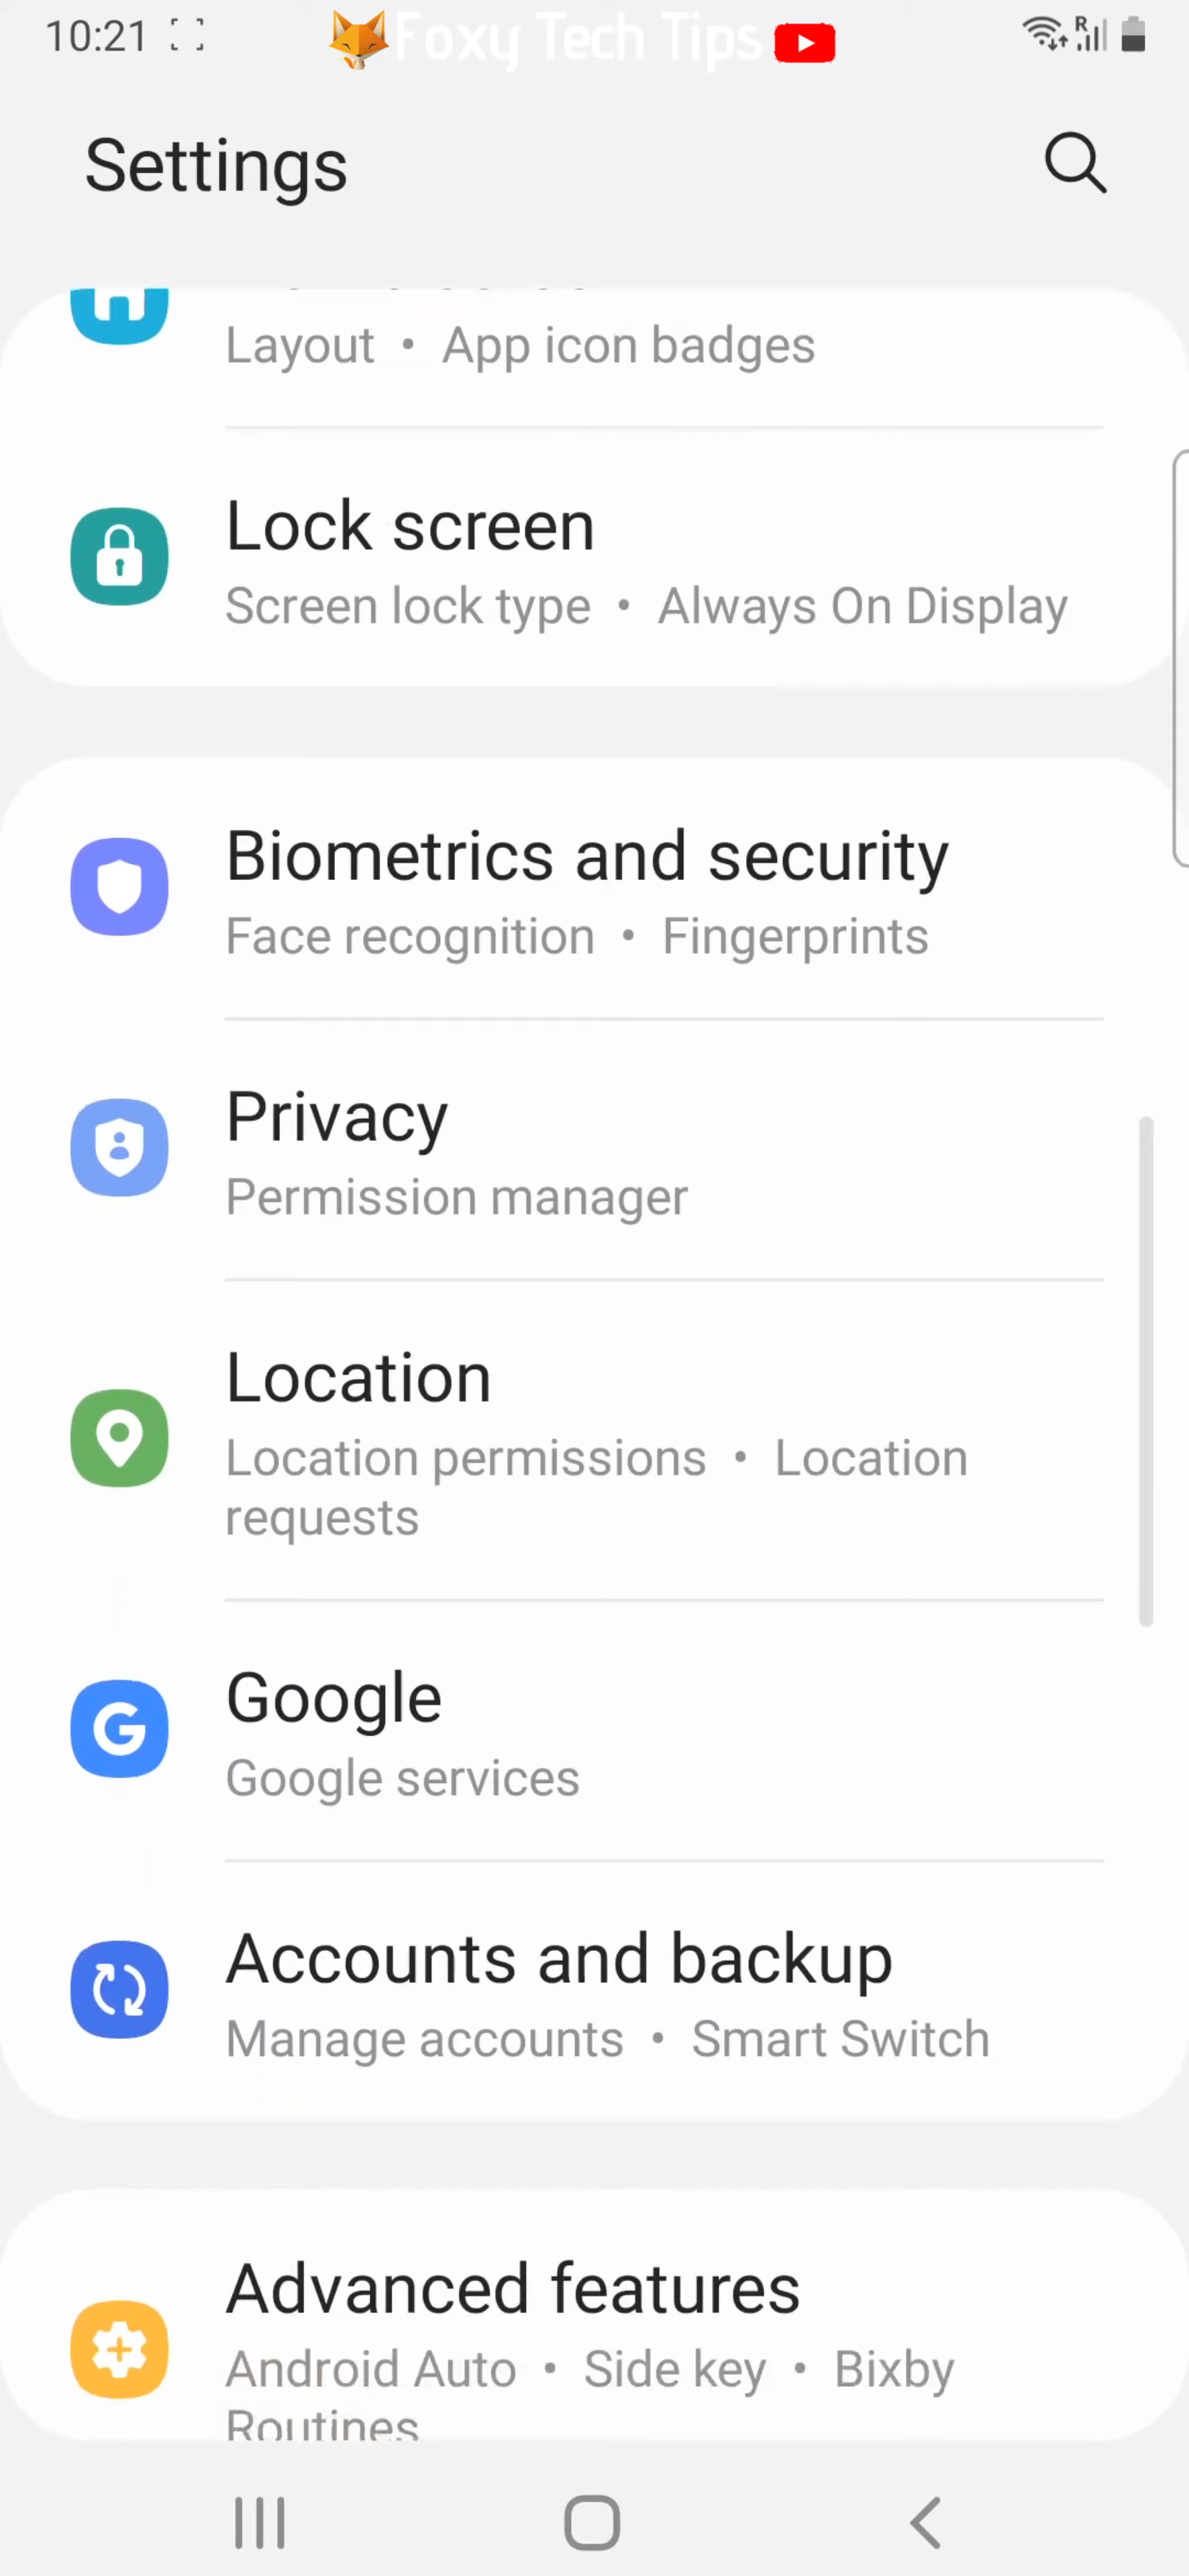 10:21 Foxy Tech Tips R
Settings
Layout • App icon badges
Lock screen
Screen lock type • Always On Display
Biometrics and security
Face recognition • Fingerprints
Privacy
Permission manager
Location
Location permissions • Location
requests
Google
Google services
Accounts and backup
Manage accounts • Smart Switch
Advanced features
Android Auto • Side key • Bixby
Routines